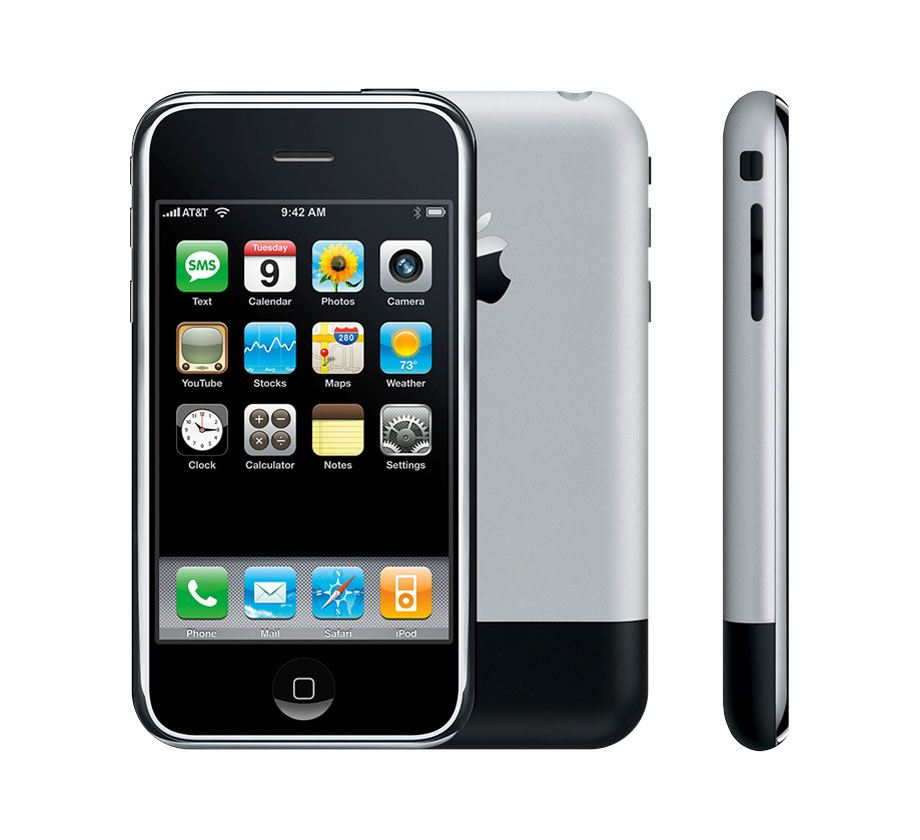 AT&T 9:42 AM
SMS Tuesday 9
Text Calendar Photos Camera
280
73°
YouTube Stocks Maps Weather
Clock Calculator Notes Settings
Phone Mail Safari iPod